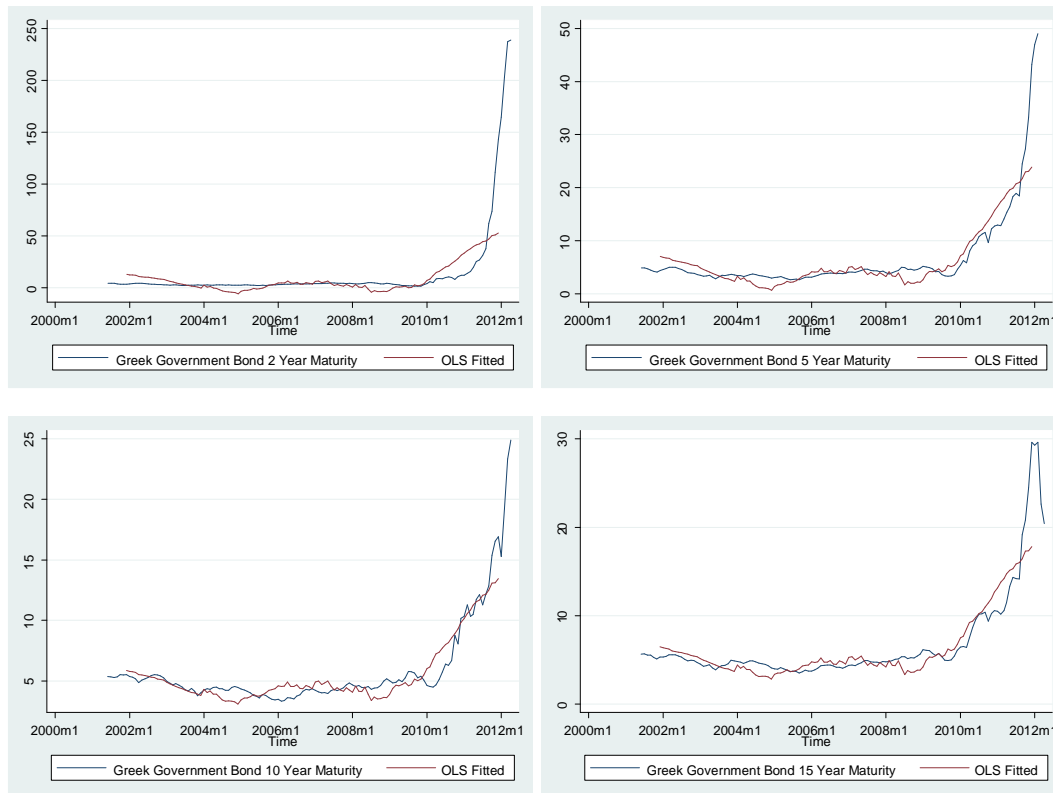 250
200
150
100
50
0
2000m1 2002m1 2004m1 2006m1 2008m1 2010m1 2012m1
Time
Greek Government Bond 2 Year Maturity OLS Fitted
50
40
30
20
10
0
2000m1 2002m1 2004m1 2006m1 2008m1 2010m1 2012m1
Time
Greek Government Bond 5 Year Maturity OLS Fitted
25
20
15
10
5
2000m1 2002m1 2004m1 2006m1 2008m1 2010m1 2012m1
Time
Greek Government Bond 10 Year Maturity OLS Fitted
30
20
10
0
2000m1 2002m1 2004m1 2006m1 2008m1 2010m1 2012m1
Time
Greek Government Bond 15 Year Maturity OLS Fitted